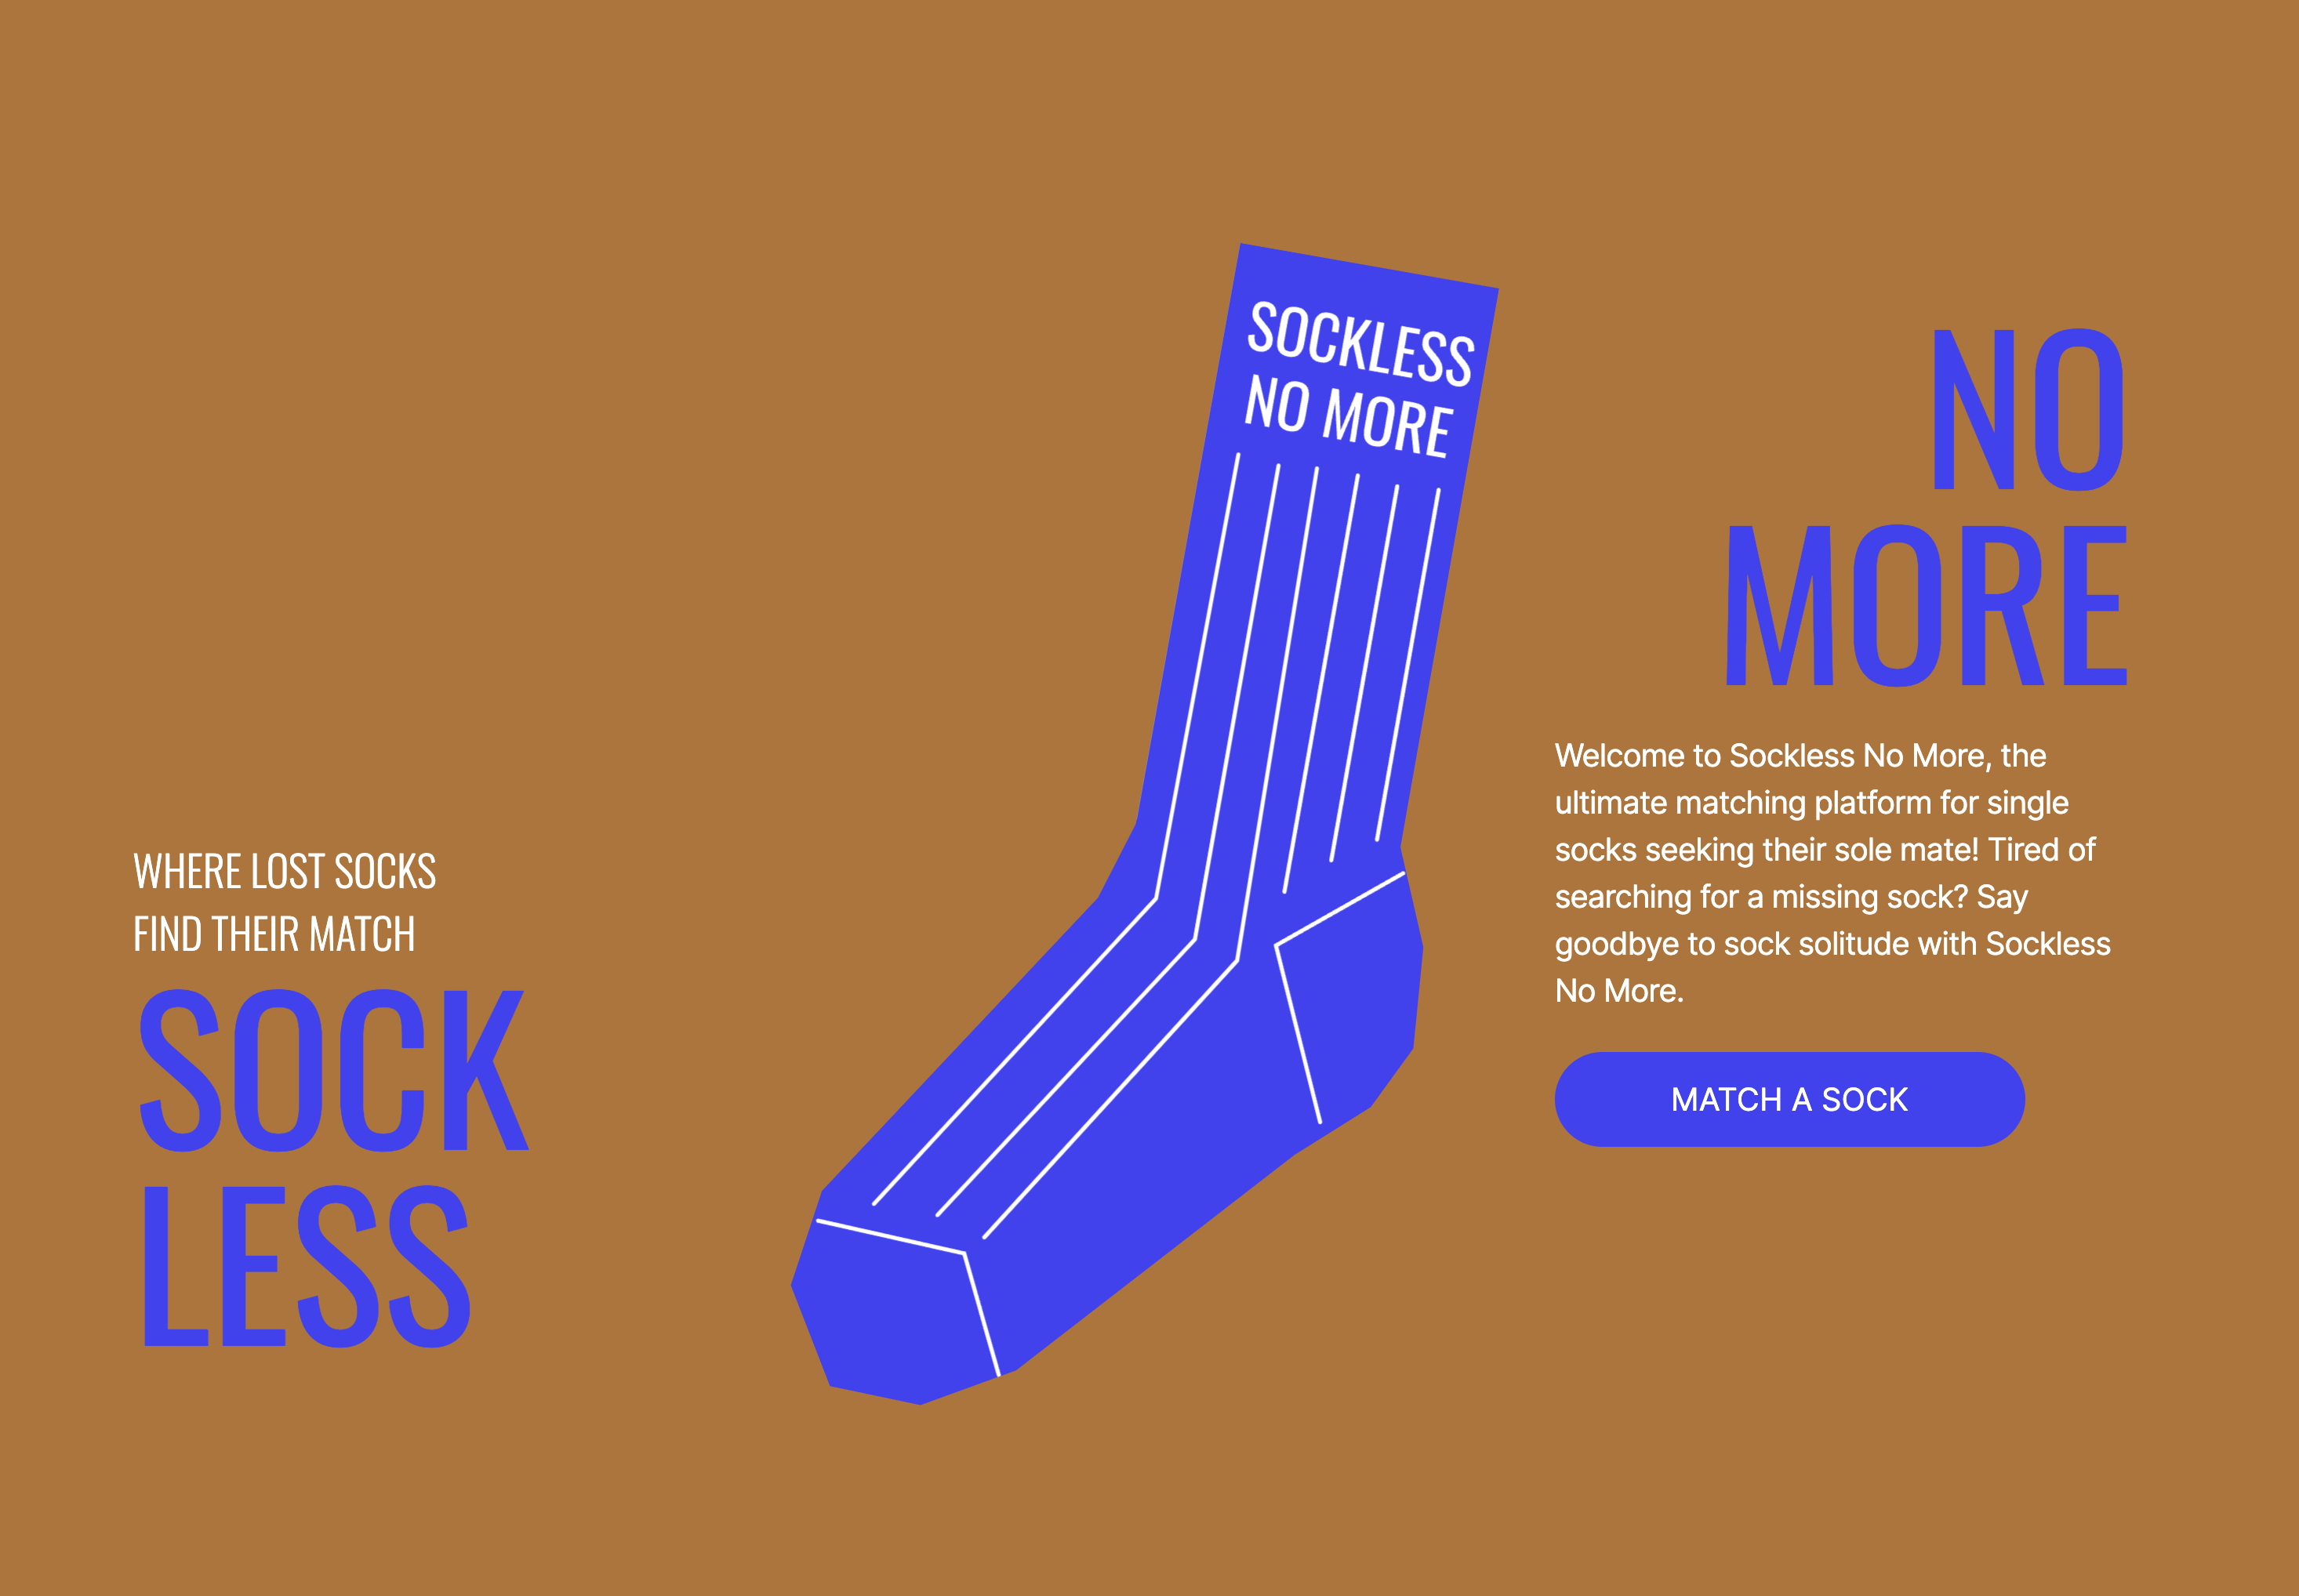 WHERE LOST SOCKS
FIND THEIR MATCH
SOCK
LESS
SOCKLESS
NO MORE
NO
MORE
Welcome to Sockless No More, the
ultimate matching platform for single
socks seeking their sole mate! Tired of
searching for a missing sock? Say
goodbye to sock solitude with Sockless
No More.
MATCH A SOCK